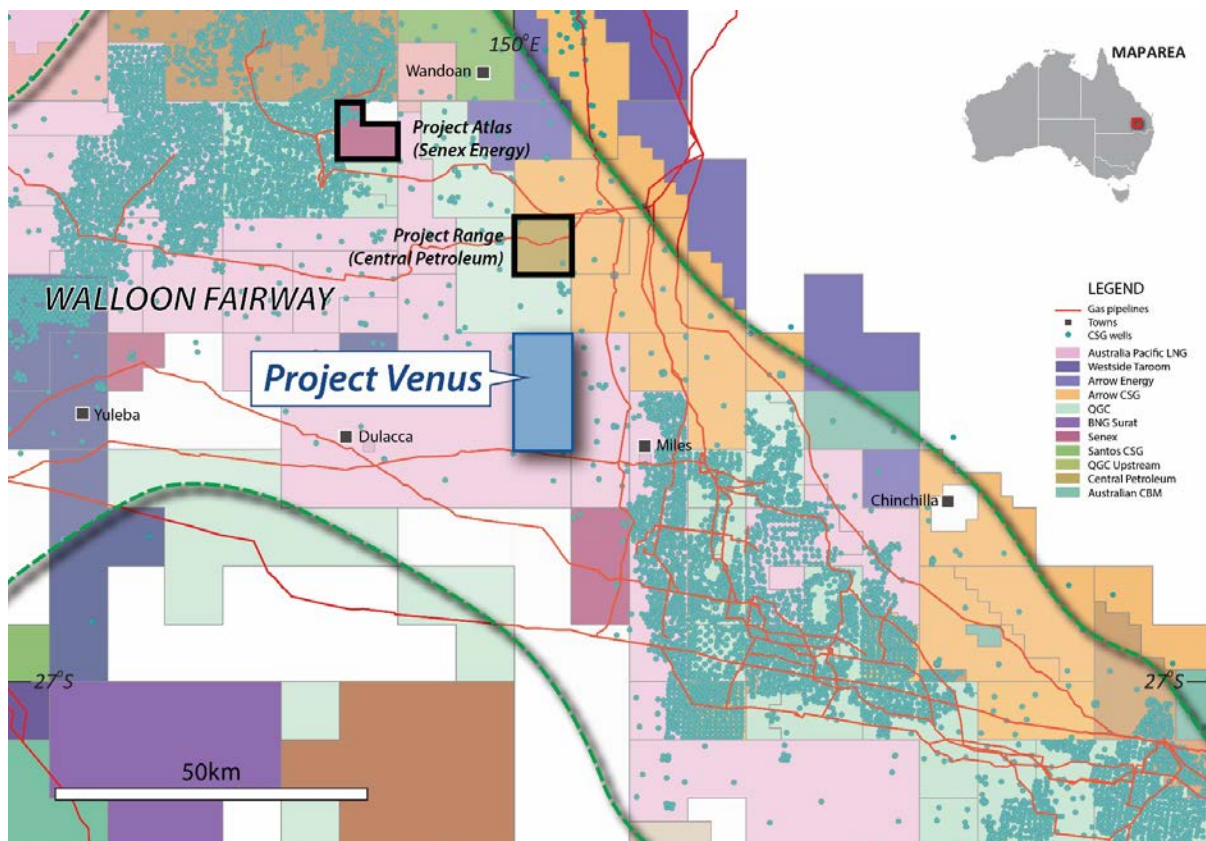 150°E
MAPAREA
Wandoan
Project Atlas
(Senex Energy)
Project Range
(Central Petroleum)
WALLOON FAIRWAY
Project Venus
Yuleba
Dulacca
Miles
Chinchilla
LEGEND
Gas pipelines
Towns
CSG wells
Australia Pacific LNG
Westside Taroom
Arrow Energy
Arrow CSG
QGC
BNG Surat
Senex
Santos CSG
QGC Upstream
Central Petroleum
Australian CBM
27°S
27°S
50km